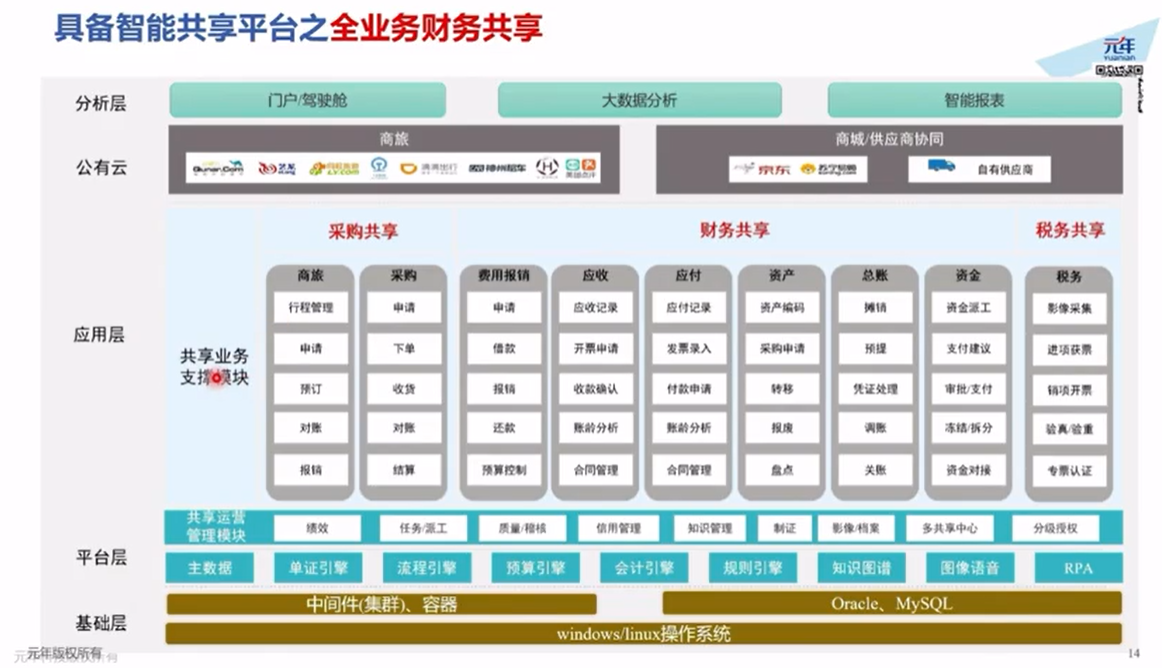 具备智能共享平台之全业务财务共享
元年
YUANIAN
分析层
门户/驾驶舱
大数据分析
智能报表
公有云
商旅
Qunar.Com
艺龙
LY.COM
滴滴出行
神州租车
美团点评
商城/供应商协同
京东
苏宁易购
自有供应商
应用层
共享业务
支撑模块
采购共享
财务共享
税务共享
商旅
行程管理
申请
预订
对账
报销
采购
申请
下单
收货
对账
结算
费用报销
申请
借款
报销
还款
预算控制
应收
应收记录
开票申请
收款确认
账龄分析
合同管理
应付
应付记录
发票录入
付款申请
账龄分析
合同管理
资产
资产编码
采购申请
转移
报废
盘点
总账
摊销
预提
凭证处理
调账
关账
资金
资金派工
支付建议
审批/支付
冻结/拆分
资金对接
税务
影像采集
进项获票
销项开票
验真/验重
专票认证
平台层
共享运营
管理模块
绩效
任务/派工
质量/稽核
信用管理
知识管理
制证
影像/档案
多共享中心
分级授权
主数据
单证引擎
流程引擎
预算引擎
会计引擎
规则引擎
知识图谱
图像语音
RPA
基础层
中间件(集群)、容器
Oracle、MySQL
windows/linux操作系统
元年版权所有
14